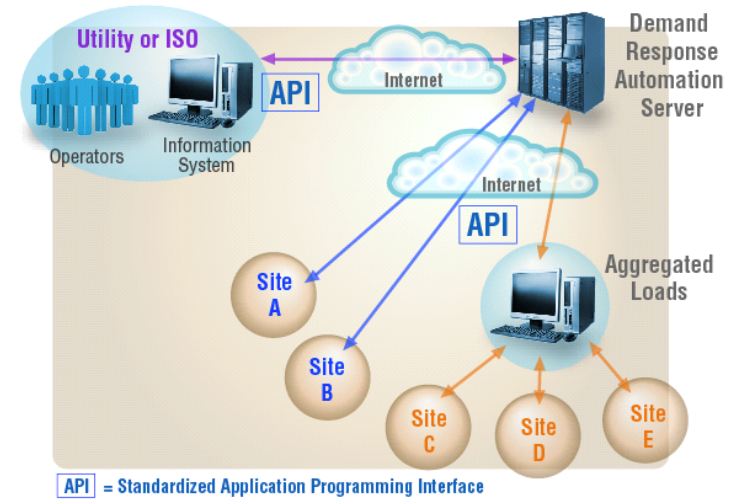 Utility or ISO
Operators
Information
System
API
Internet
Demand
Response
Automation
Server
Internet
API
Site
A
Site
B
Aggregated
Loads
Site
C
Site
D
Site
E
API = Standardized Application Programming Interface